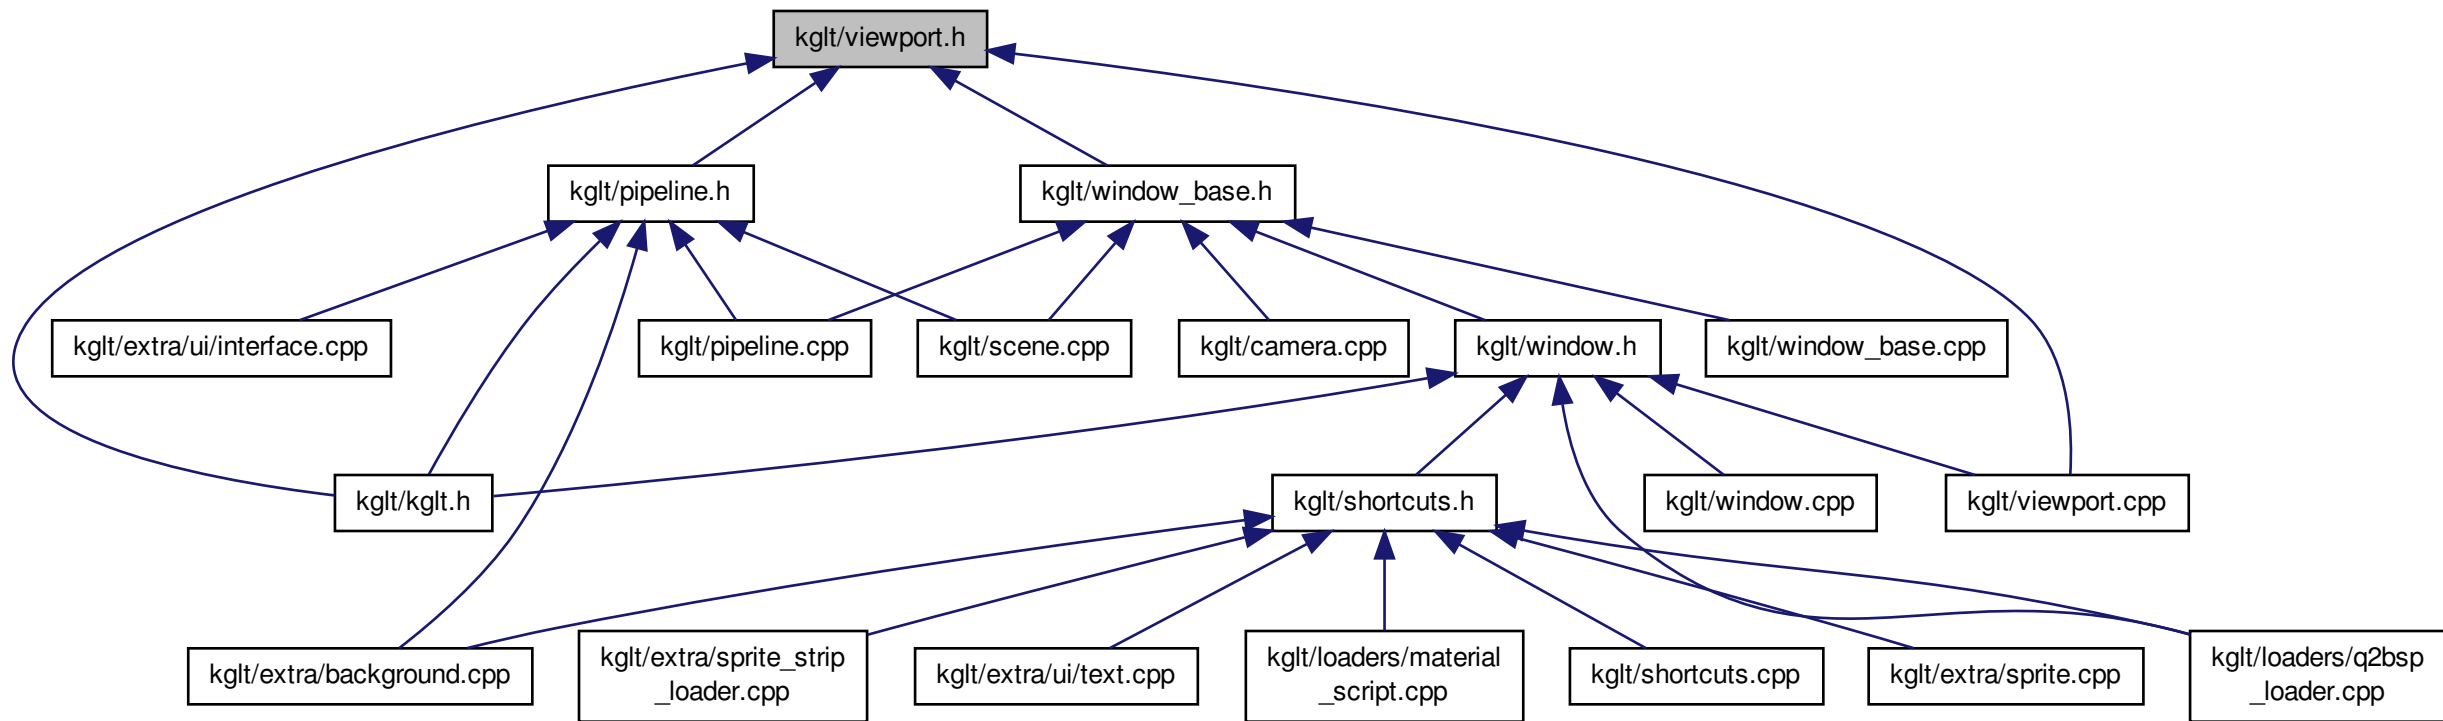 kglt/viewport.h
kglt/pipeline.h
kglt/window_base.h
kglt/extra/ui/interface.cpp
kglt/pipeline.cpp
kglt/scene.cpp
kglt/camera.cpp
kglt/window.h
kglt/window_base.cpp
kglt/kglt.h
kglt/shortcuts.h
kglt/window.cpp
kglt/viewport.cpp
kglt/extra/background.cpp
kglt/extra/sprite_strip
_loader.cpp
kglt/extra/ui/text.cpp
kglt/loaders/material
_script.cpp
kglt/shortcuts.cpp
kglt/extra/sprite.cpp
kglt/loaders/q2bsp
_loader.cpp